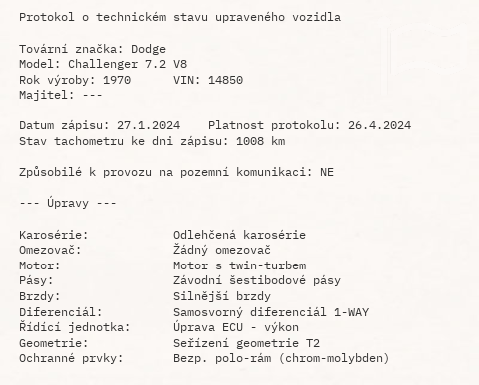 Protokol o technickém stavu upraveného vozidla
Tovární značka: Dodge
Model: Challenger 7.2 V8
Rok výroby: 1970 VIN: 14850
Majitel: ---
Datum zápisu: 27.1.2024 Platnost protokolu: 26.4.2024
Stav tachometru ke dni zápisu: 1008 km
Způsobilé k provozu na pozemní komunikaci: NE
--- Úpravy ---
Karosérie: Odlehčená karosérie
Omezovač: Žádný omezovač
Motor: Motor s twin-turbem
Pásy: Závodní šestibodové pásy
Brzdy: Silnější brzdy
Diferenciál: Samosvorný diferenciál 1-WAY
Řídící jednotka: Úprava ECU - výkon
Geometrie: Seřízení geometrie T2
Ochranné prvky: Bezp. polo-rám (chrom-molybden)